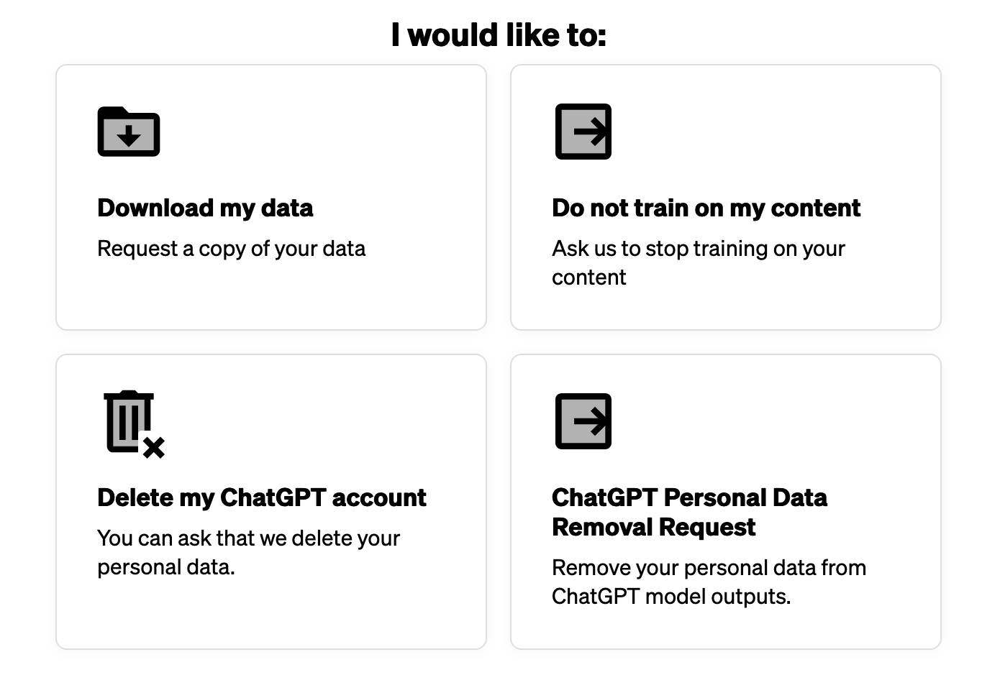 I would like to:
Download my data
Request a copy of your data
Do not train on my content
Ask us to stop training on your
content
Delete my ChatGPT account
You can ask that we delete your
personal data.
ChatGPT Personal Data
Removal Request
Remove your personal data from
ChatGPT model outputs.